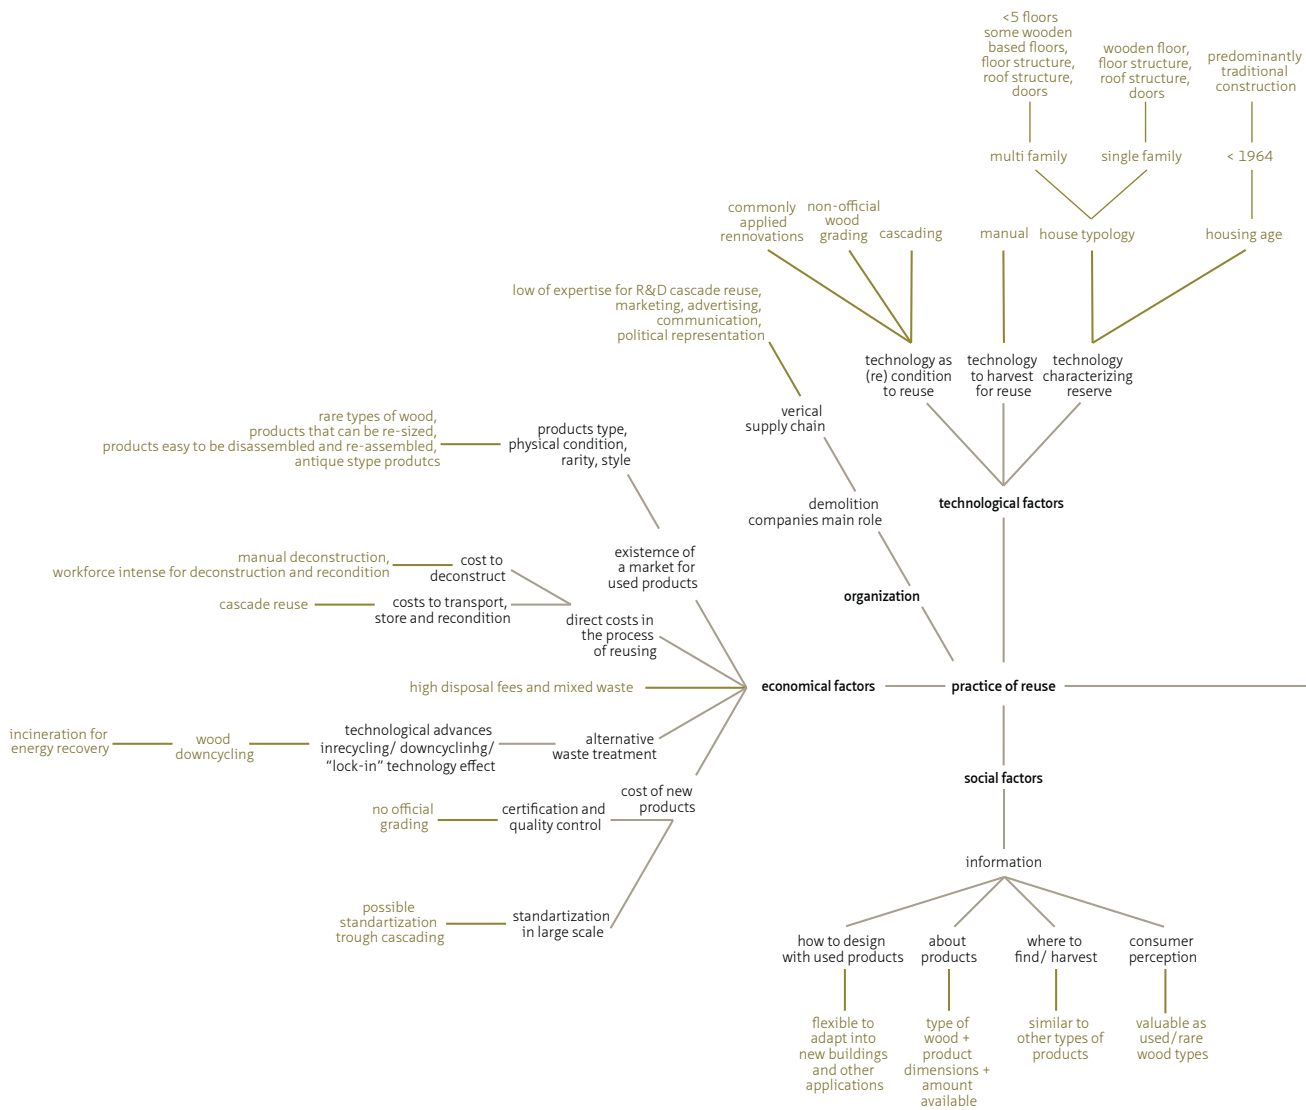 <5 floors
some wooden
based floors,
floor structure,
roof structure,
doors
wooden floor,
floor structure,
roof structure,
doors
predominantly
traditional
construction
multi family
single family
< 1964
commonly
applied
rennovations
non-official
wood
grading
cascading
manual
house typology
housing age
low of expertise for R&D cascade reuse,
marketing, advertising,
communication,
political representation
technology as
(re) condition
to reuse
technology
to harvest
for reuse
technology
characterizing
reserve
verical
supply chain
rare types of wood,
products that can be re-sized,
products easy to be disassembled and re-assembled,
antique stype produtcs
products type,
physical condition,
rarity, style
demolition
companies main role
technological factors
existemce of
a market for
used products
manual deconstruction,
workforce intense for deconstruction and recondition
cost to
deconstruct
cascade reuse
costs to transport,
store and recondition
organization
direct costs in
the process
of reusing
high disposal fees and mixed waste
economical factors
practice of reuse
incineration for
energy recovery
wood
downcycling
technological advances
inrecycling/ downcyclinhg/
“lock-in” technology effect
alternative
waste treatment
social factors
cost of new
products
no official
grading
certification and
quality control
information
possible
standartization
trough cascading
standartization
in large scale
how to design
with used products
about
products
where to
find/ harvest
consumer
perception
flexible to
adapt into
new buildings
and other
applications
type of
wood +
product
dimensions +
amount
available
similar to
other types of
products
valuable as
used/rare
wood types